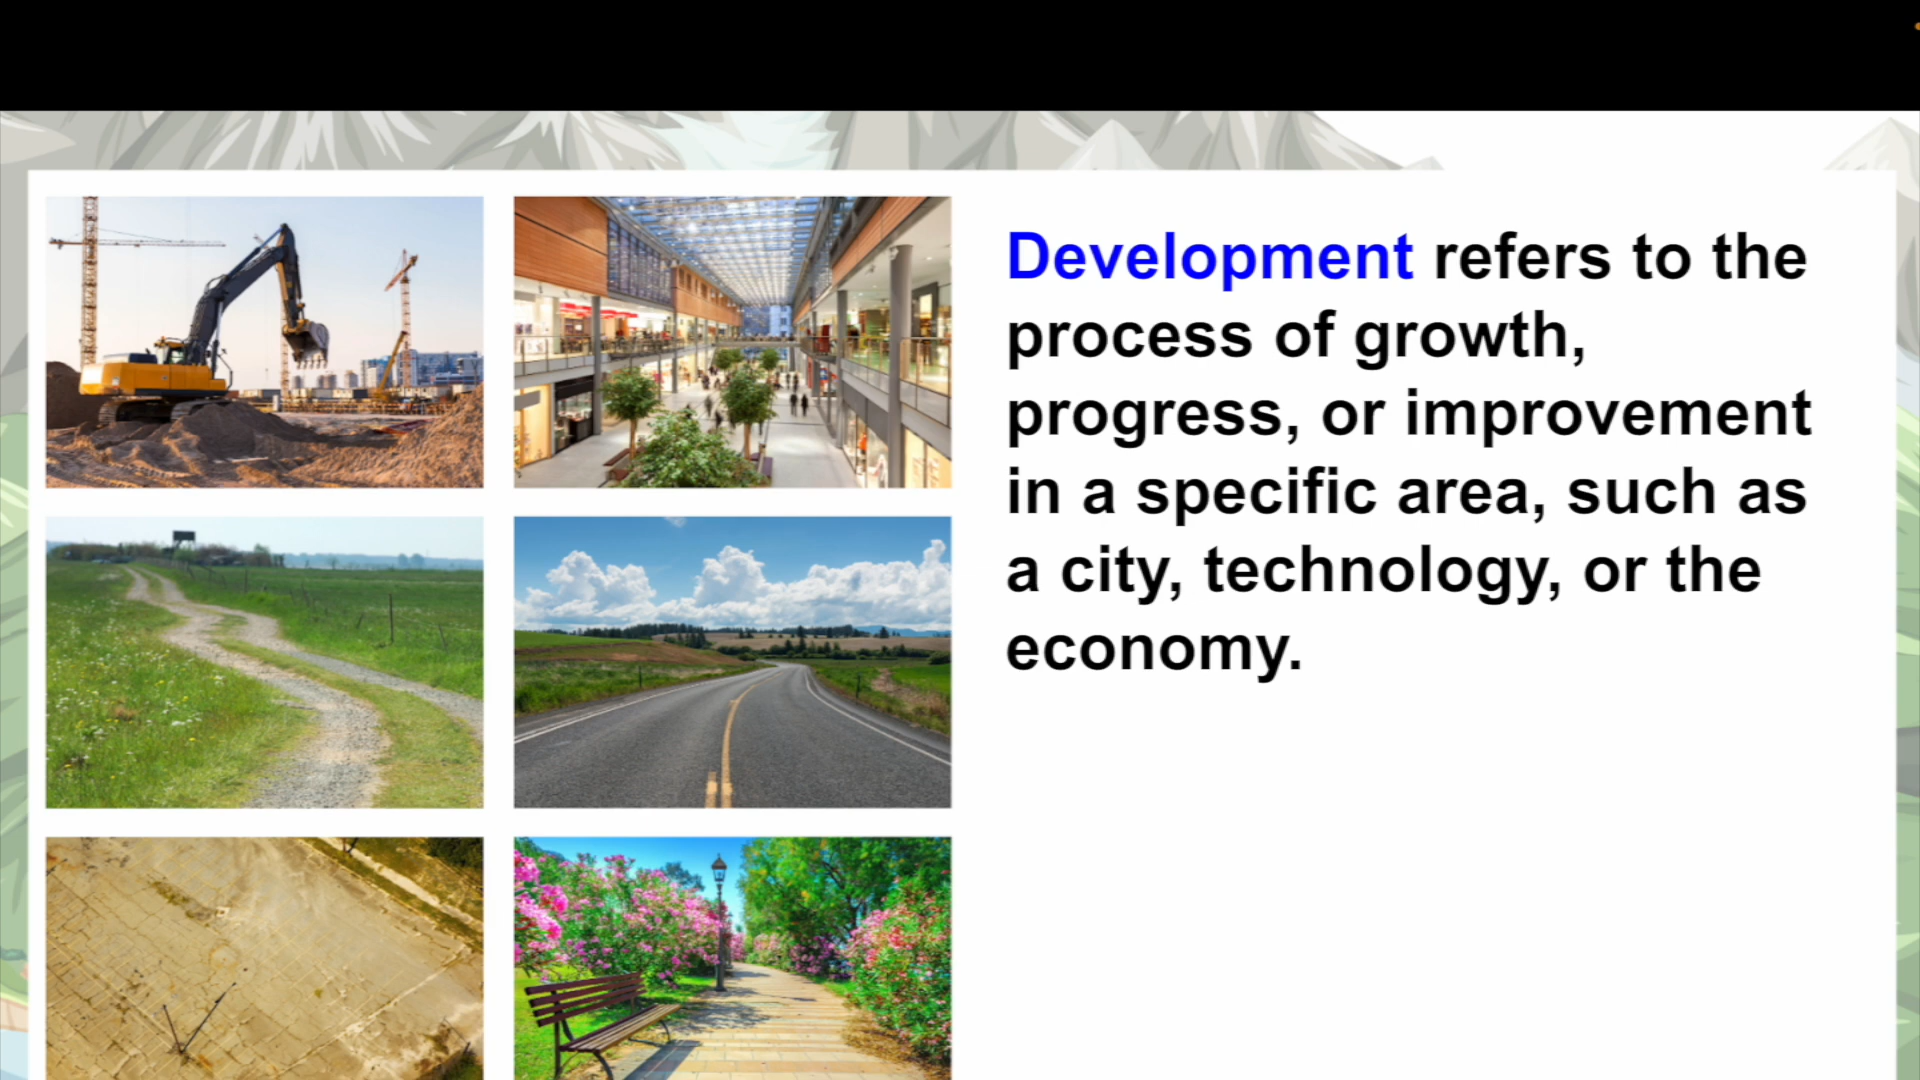 Development refers to the
process of growth,
progress, or improvement
in a specific area, such as
a city, technology, or the
economy.